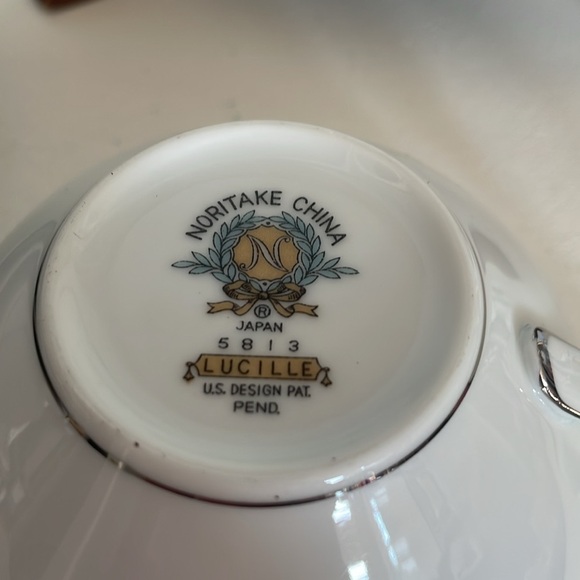 NORITAKE CHINA
N
®
JAPAN
5813
LUCILLE
U.S. DESIGN PAT.
PEND.